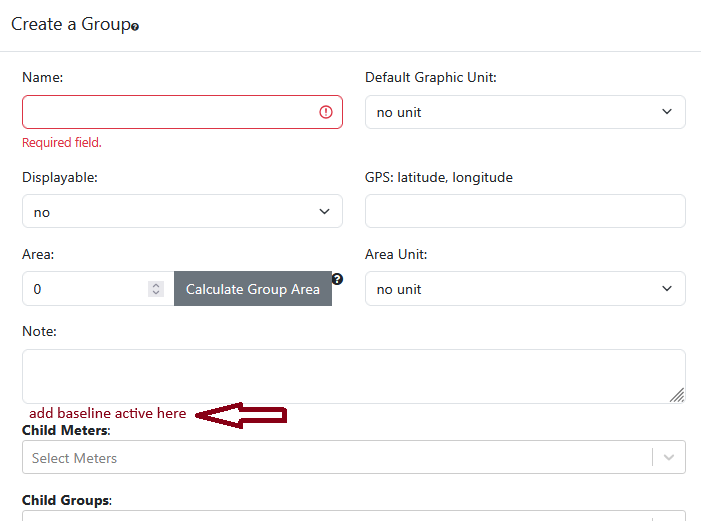 Create a Group
Name: Default Graphic Unit:
no unit
Required field.
Displayable: GPS: latitude, longitude
no
Area: Area Unit:
0 Calculate Group Area no unit
Note:
add baseline active here
Child Meters:
Select Meters
Child Groups: